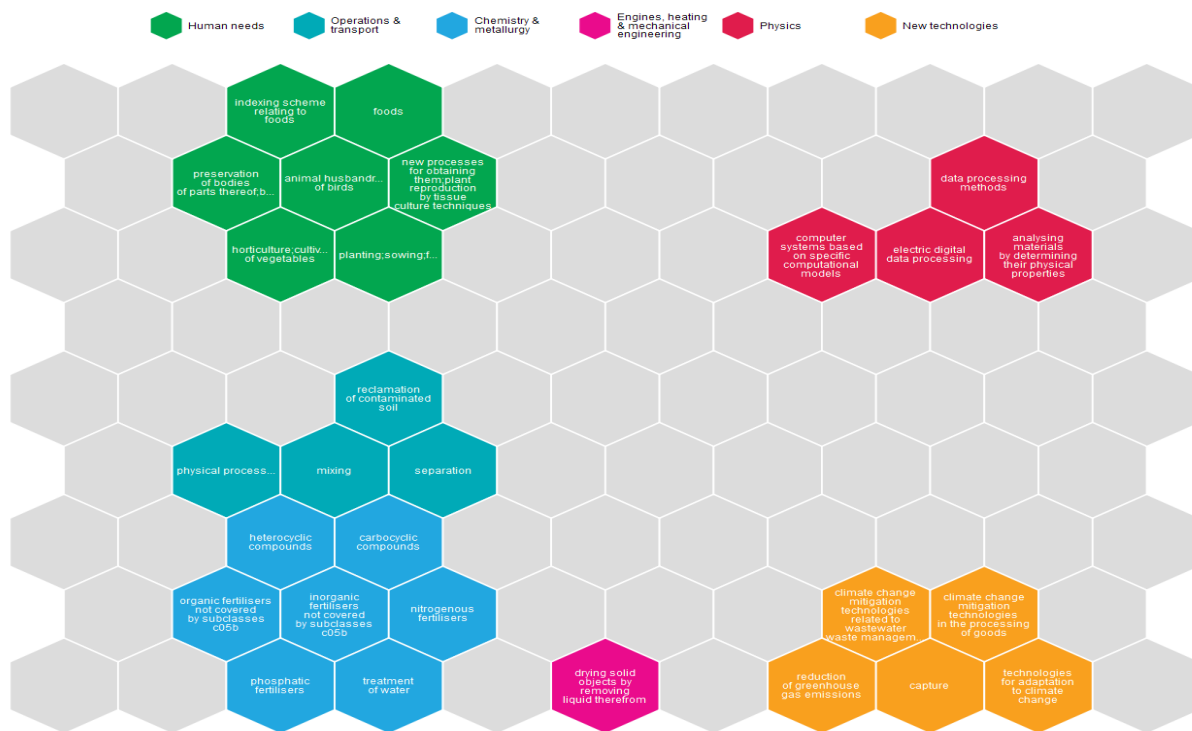 Human needs
Operations &
transport
Chemistry &
metallurgy
Engines, heating
& mechanical
engineering
Physics
New technologies
indexing scheme
relating to
foods
foods
preservation
of bodies
of parts thereof;b...
animal husbandr...
of birds
new processes
for obtaining
them;plant
reproduction
by tissue
culture techniques
data processing
methods
horticulture;cultiv...
of vegetables
planting;sowing;f...
computer
systems based
on specific
computational
models
electric digital
data processing
analysing
materials
by determining
their physical
properties
reclamation
of contaminated
soil
physical process...
mixing
separation
heterocyclic
compounds
carbocyclic
compounds
organic fertilisers
not covered
by subclasses
c05b
inorganic
fertilisers
not covered
by subclasses
c05b
nitrogenous
fertilisers
climate change
mitigation
technologies
related to
wastewater
waste managem...
climate change
mitigation
technologies
in the processing
of goods
phosphatic
fertilisers
treatment
of water
drying solid
objects by
removing
liquid therefrom
reduction
of greenhouse
gas emissions
capture
technologies
for adaptation
to climate
change